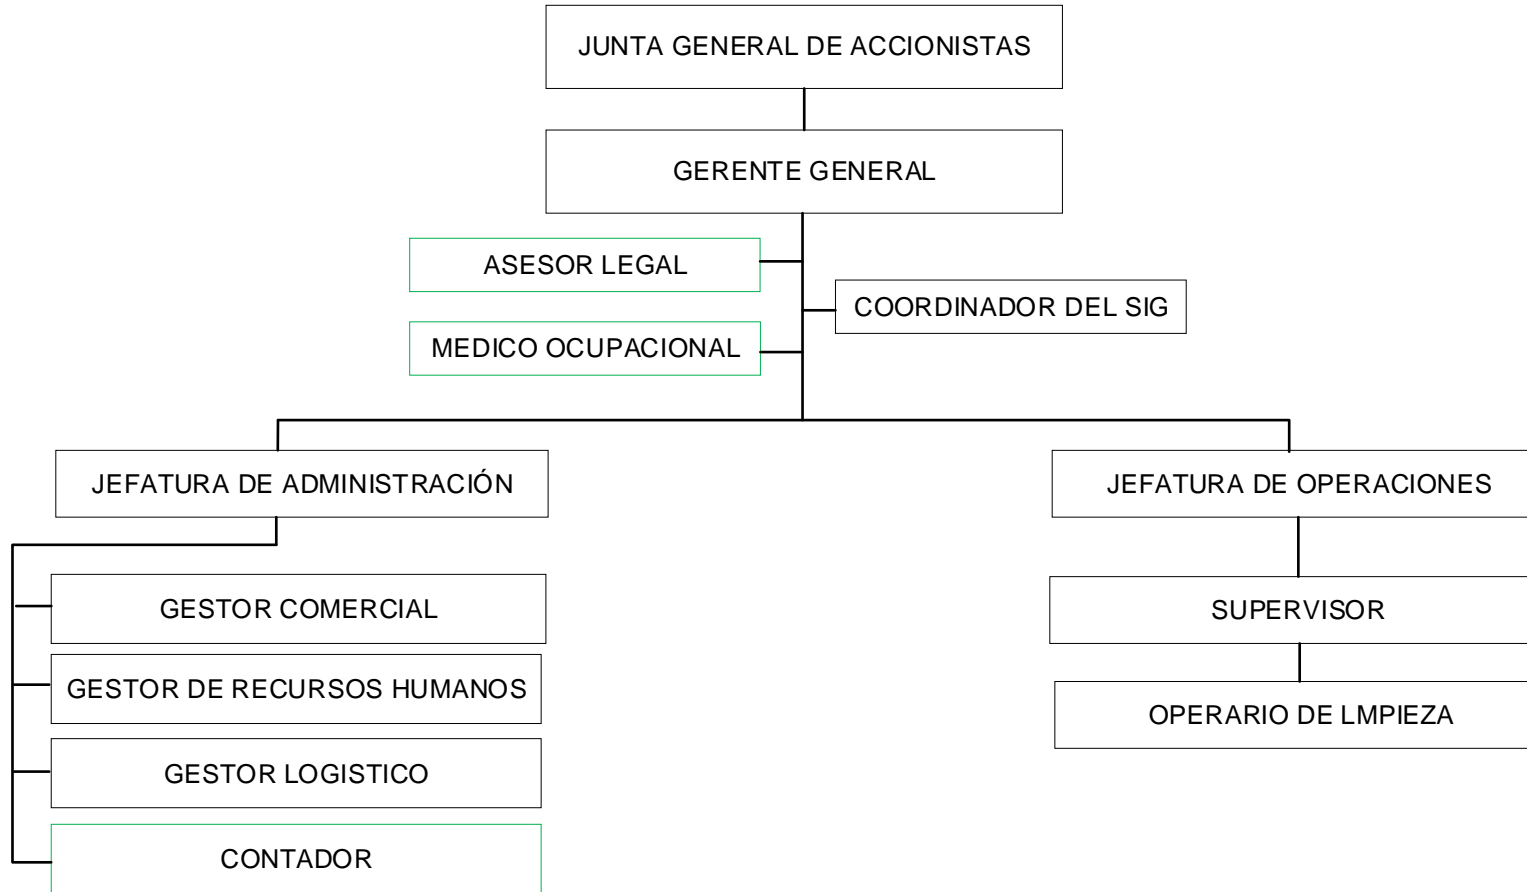 JUNTA GENERAL DE ACCIONISTAS
GERENTE GENERAL
ASESOR LEGAL
COORDINADOR DEL SIG
MEDICO OCUPACIONAL
JEFATURA DE ADMINISTRACIÓN
JEFATURA DE OPERACIONES
GESTOR COMERCIAL
SUPERVISOR
GESTOR DE RECURSOS HUMANOS
OPERARIO DE LMPIEZA
GESTOR LOGISTICO
CONTADOR